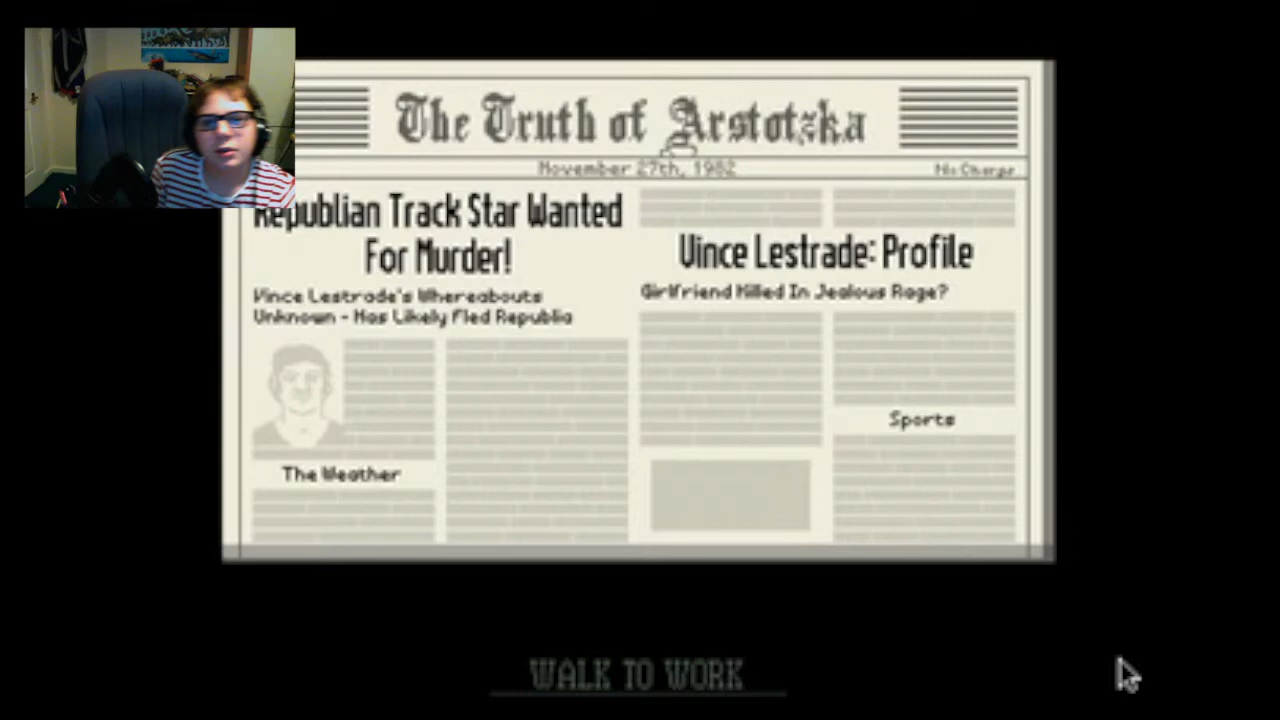 The Truth of Arstotzka
November 27th, 1982
No Charge
Republian Track Star Wanted
For Murder!
Vince Lestrade's Whereabouts
Unknown - Has Likely Fled Republia
The Weather
Vince Lestrade: Profile
Girlfriend Killed In Jealous Rage?
Sports
WALK TO WORK